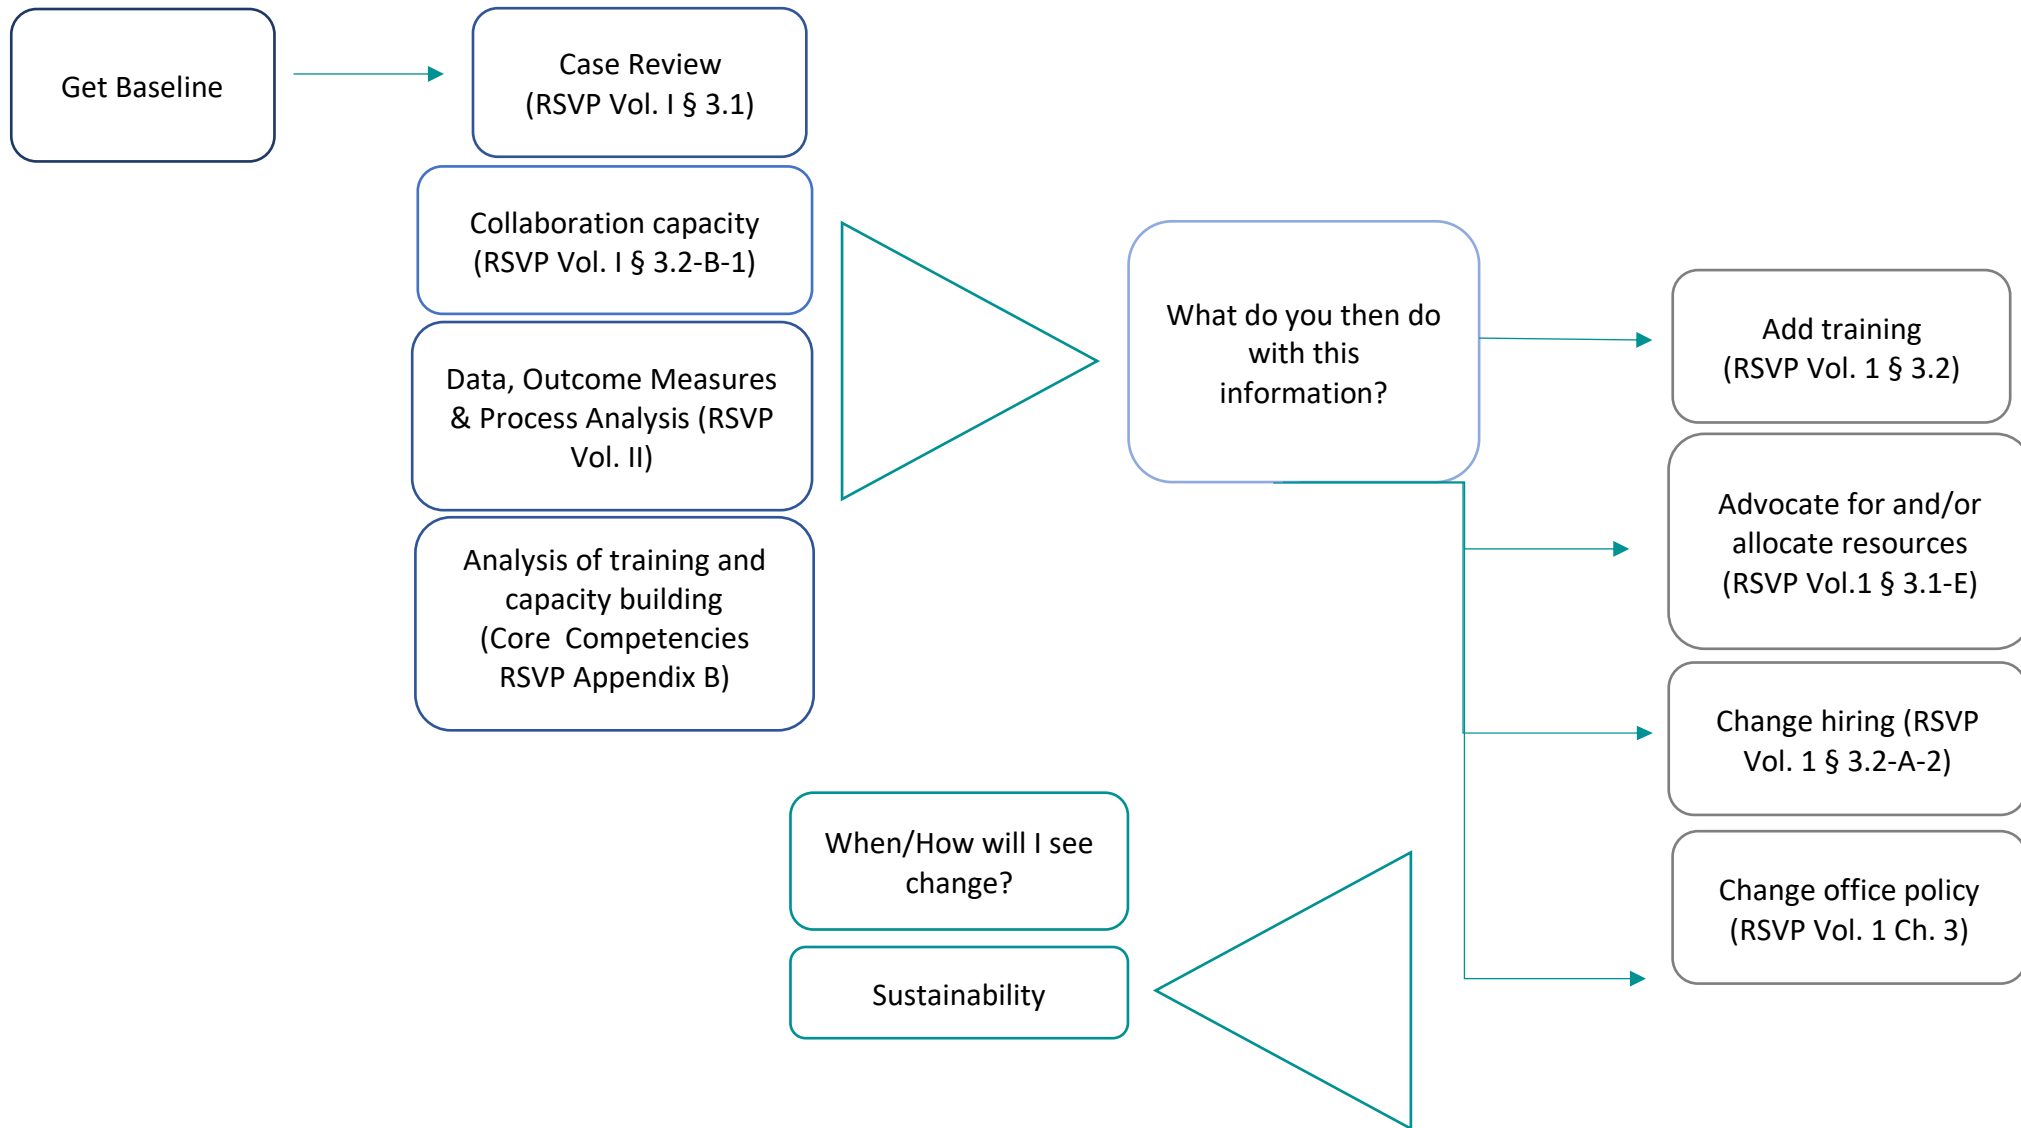 Get Baseline
Case Review
(RSVP Vol. I § 3.1)
Collaboration capacity
(RSVP Vol. I § 3.2-B-1)
Data, Outcome Measures
& Process Analysis (RSVP
Vol. II)
Analysis of training and
capacity building
(Core  Competencies
RSVP Appendix B)
What do you then do
with this
information?
Add training
(RSVP Vol. 1 § 3.2)
Advocate for and/or
allocate resources
(RSVP Vol.1 § 3.1-E)
Change hiring (RSVP
Vol. 1 § 3.2-A-2)
Change office policy
(RSVP Vol. 1 Ch. 3)
When/How will I see
change?
Sustainability